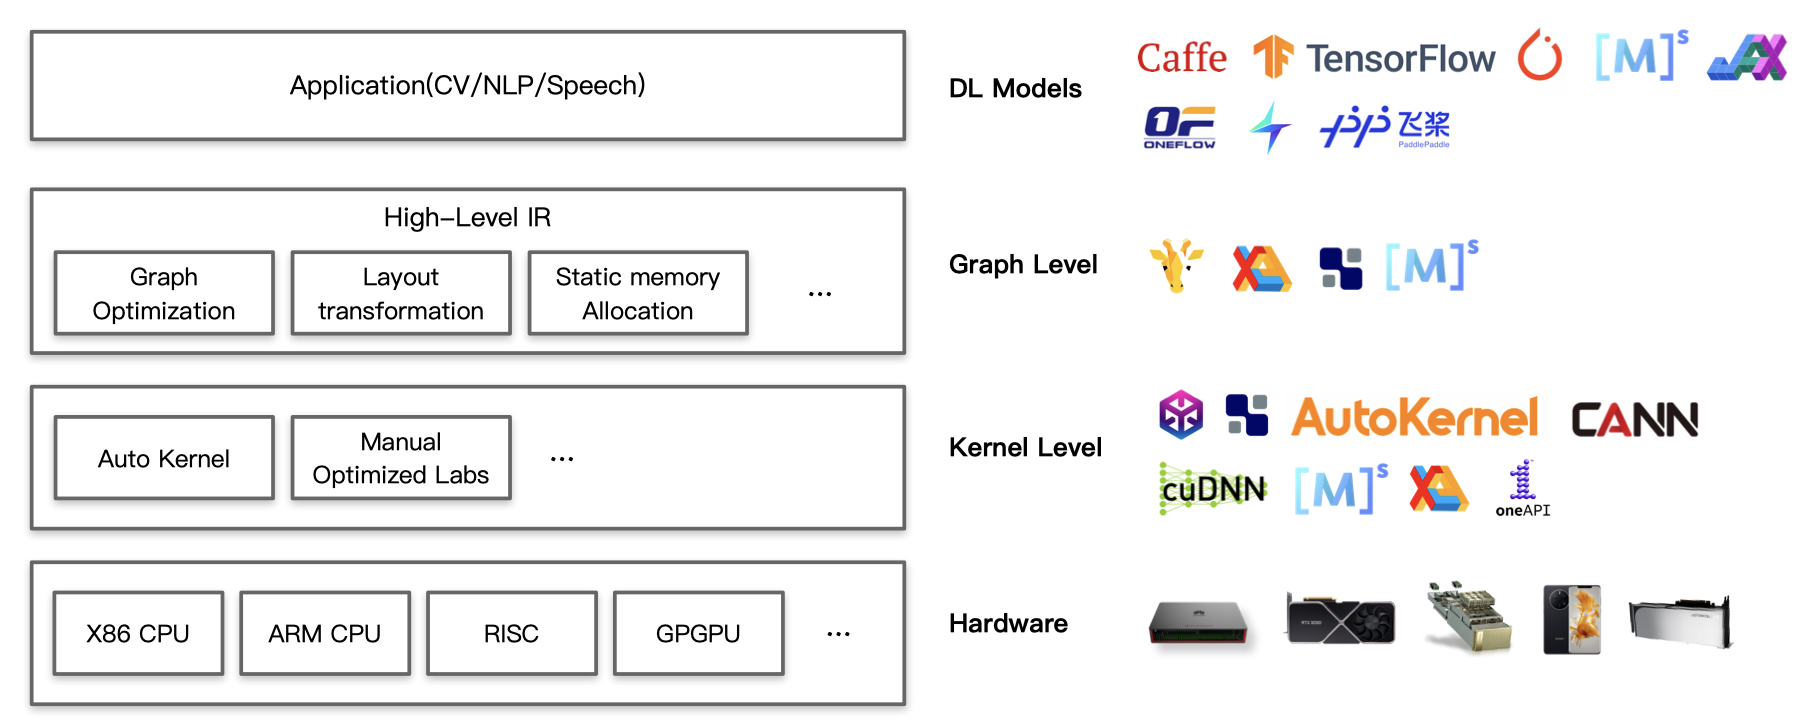 Application(CV/NLP/Speech)
DL Models
Caffe
TensorFlow
[M]s
JAX
OF
ONEFLOW
飞桨
PaddlePaddle
High-Level IR
Graph
Optimization
Layout
transformation
Static memory
Allocation
...
Graph Level
[M]s
Auto Kernel
Manual
Optimized Labs
...
Kernel Level
AutoKernel
CANN
cuDNN
[M]s
oneAPI
X86 CPU
ARM CPU
RISC
GPGPU
...
Hardware